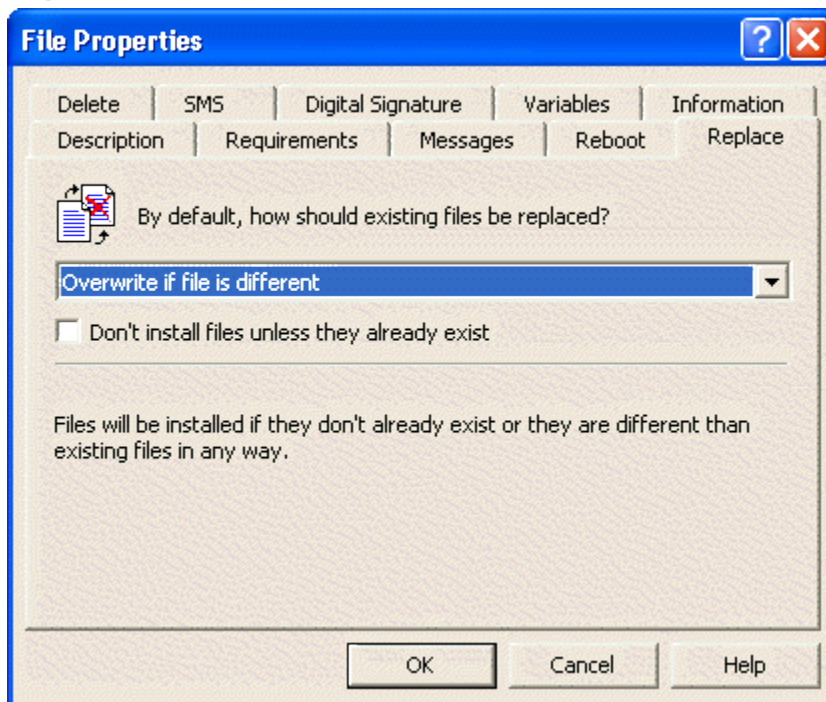 File Properties
Delete SMS Digital Signature Variables Information
Description Requirements Messages Reboot Replace
By default, how should existing files be replaced?
Overwrite if file is different
Don't install files unless they already exist
Files will be installed if they don't already exist or they are different than
existing files in any way.
OK Cancel Help